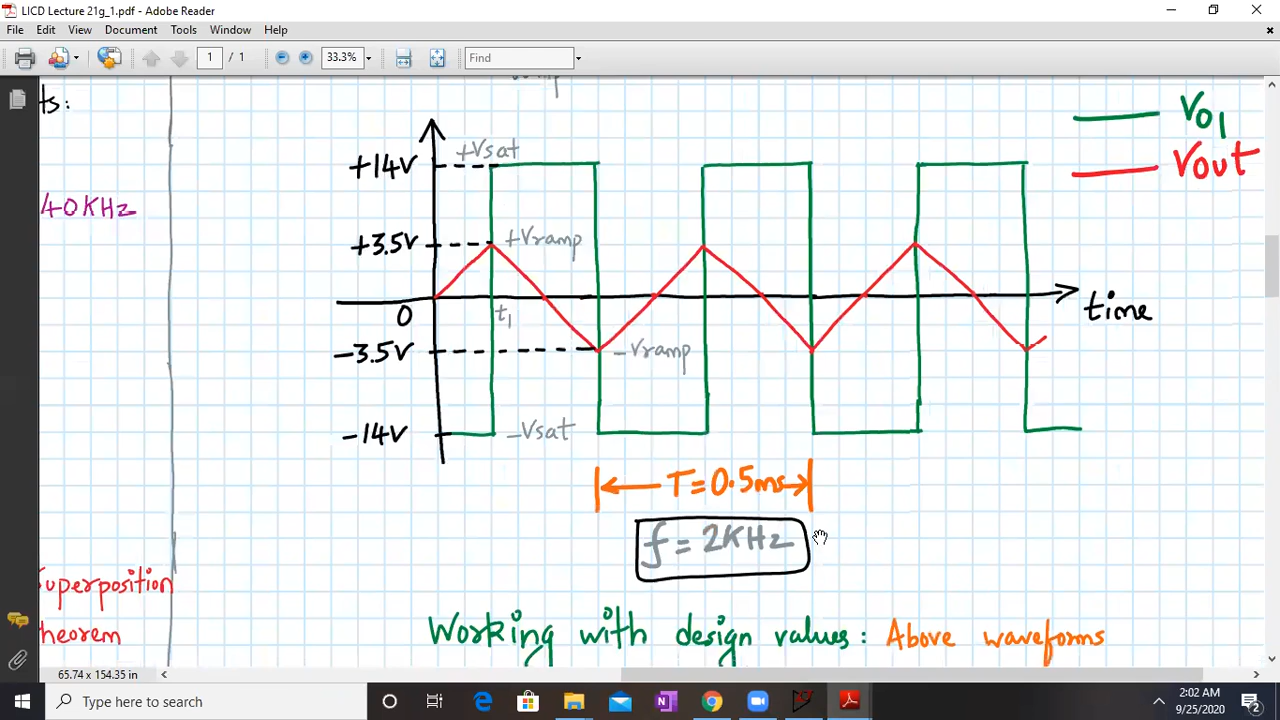 LICD Lecture 21g_1.pdf - Adobe Reader
File Edit View Document Tools Window Help
1 / 1 33.3% Find
ts:
VO1
+Vsat
+14V
VOUT
40KHz
+3.5V
+Vramp
0
t1
time
-3.5V
-Vramp
-14V
-Vsat
T=0.5ms
f = 2KHz
Superposition
heorem
Working with design values: Above waveforms
65.74 x 154.35 in
Type here to search
2:02 AM
9/25/2020
2